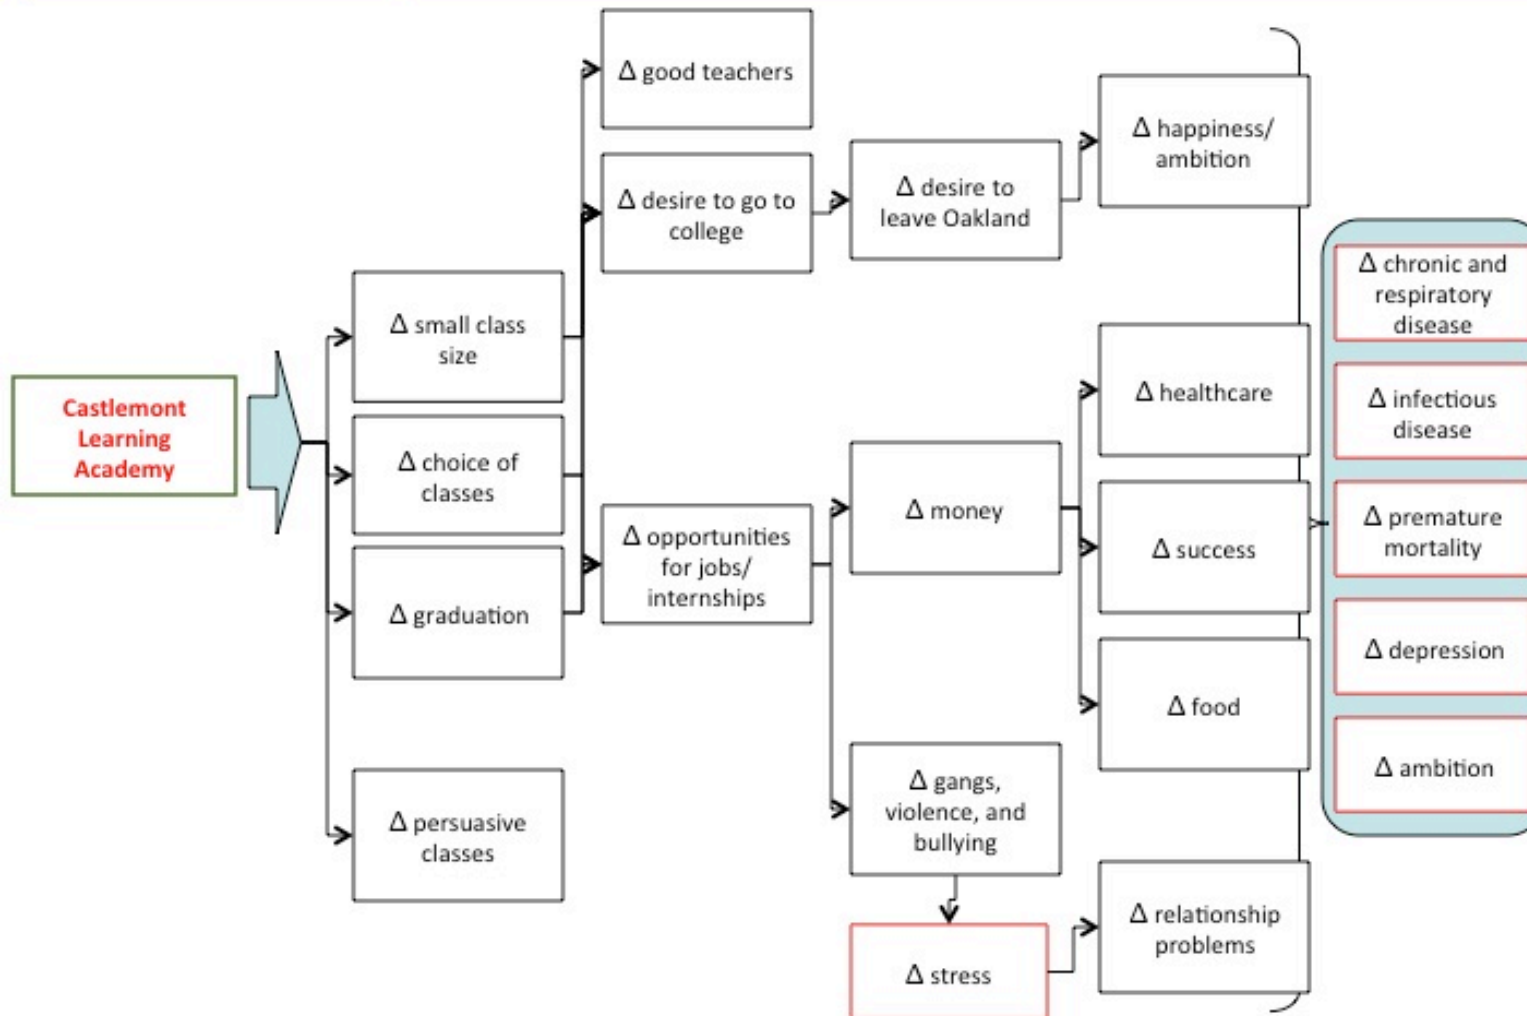 Castlemont
Learning
Academy
Δ small class
size
Δ choice of
classes
Δ graduation
Δ persuasive
classes
Δ good teachers
Δ desire to go to
college
Δ opportunities
for jobs/
internships
Δ desire to
leave Oakland
Δ money
Δ gangs,
violence, and
bullying
Δ stress
Δ happiness/
ambition
Δ healthcare
Δ success
Δ food
Δ relationship
problems
Δ chronic and
respiratory
disease
Δ infectious
disease
Δ premature
mortality
Δ depression
Δ ambition